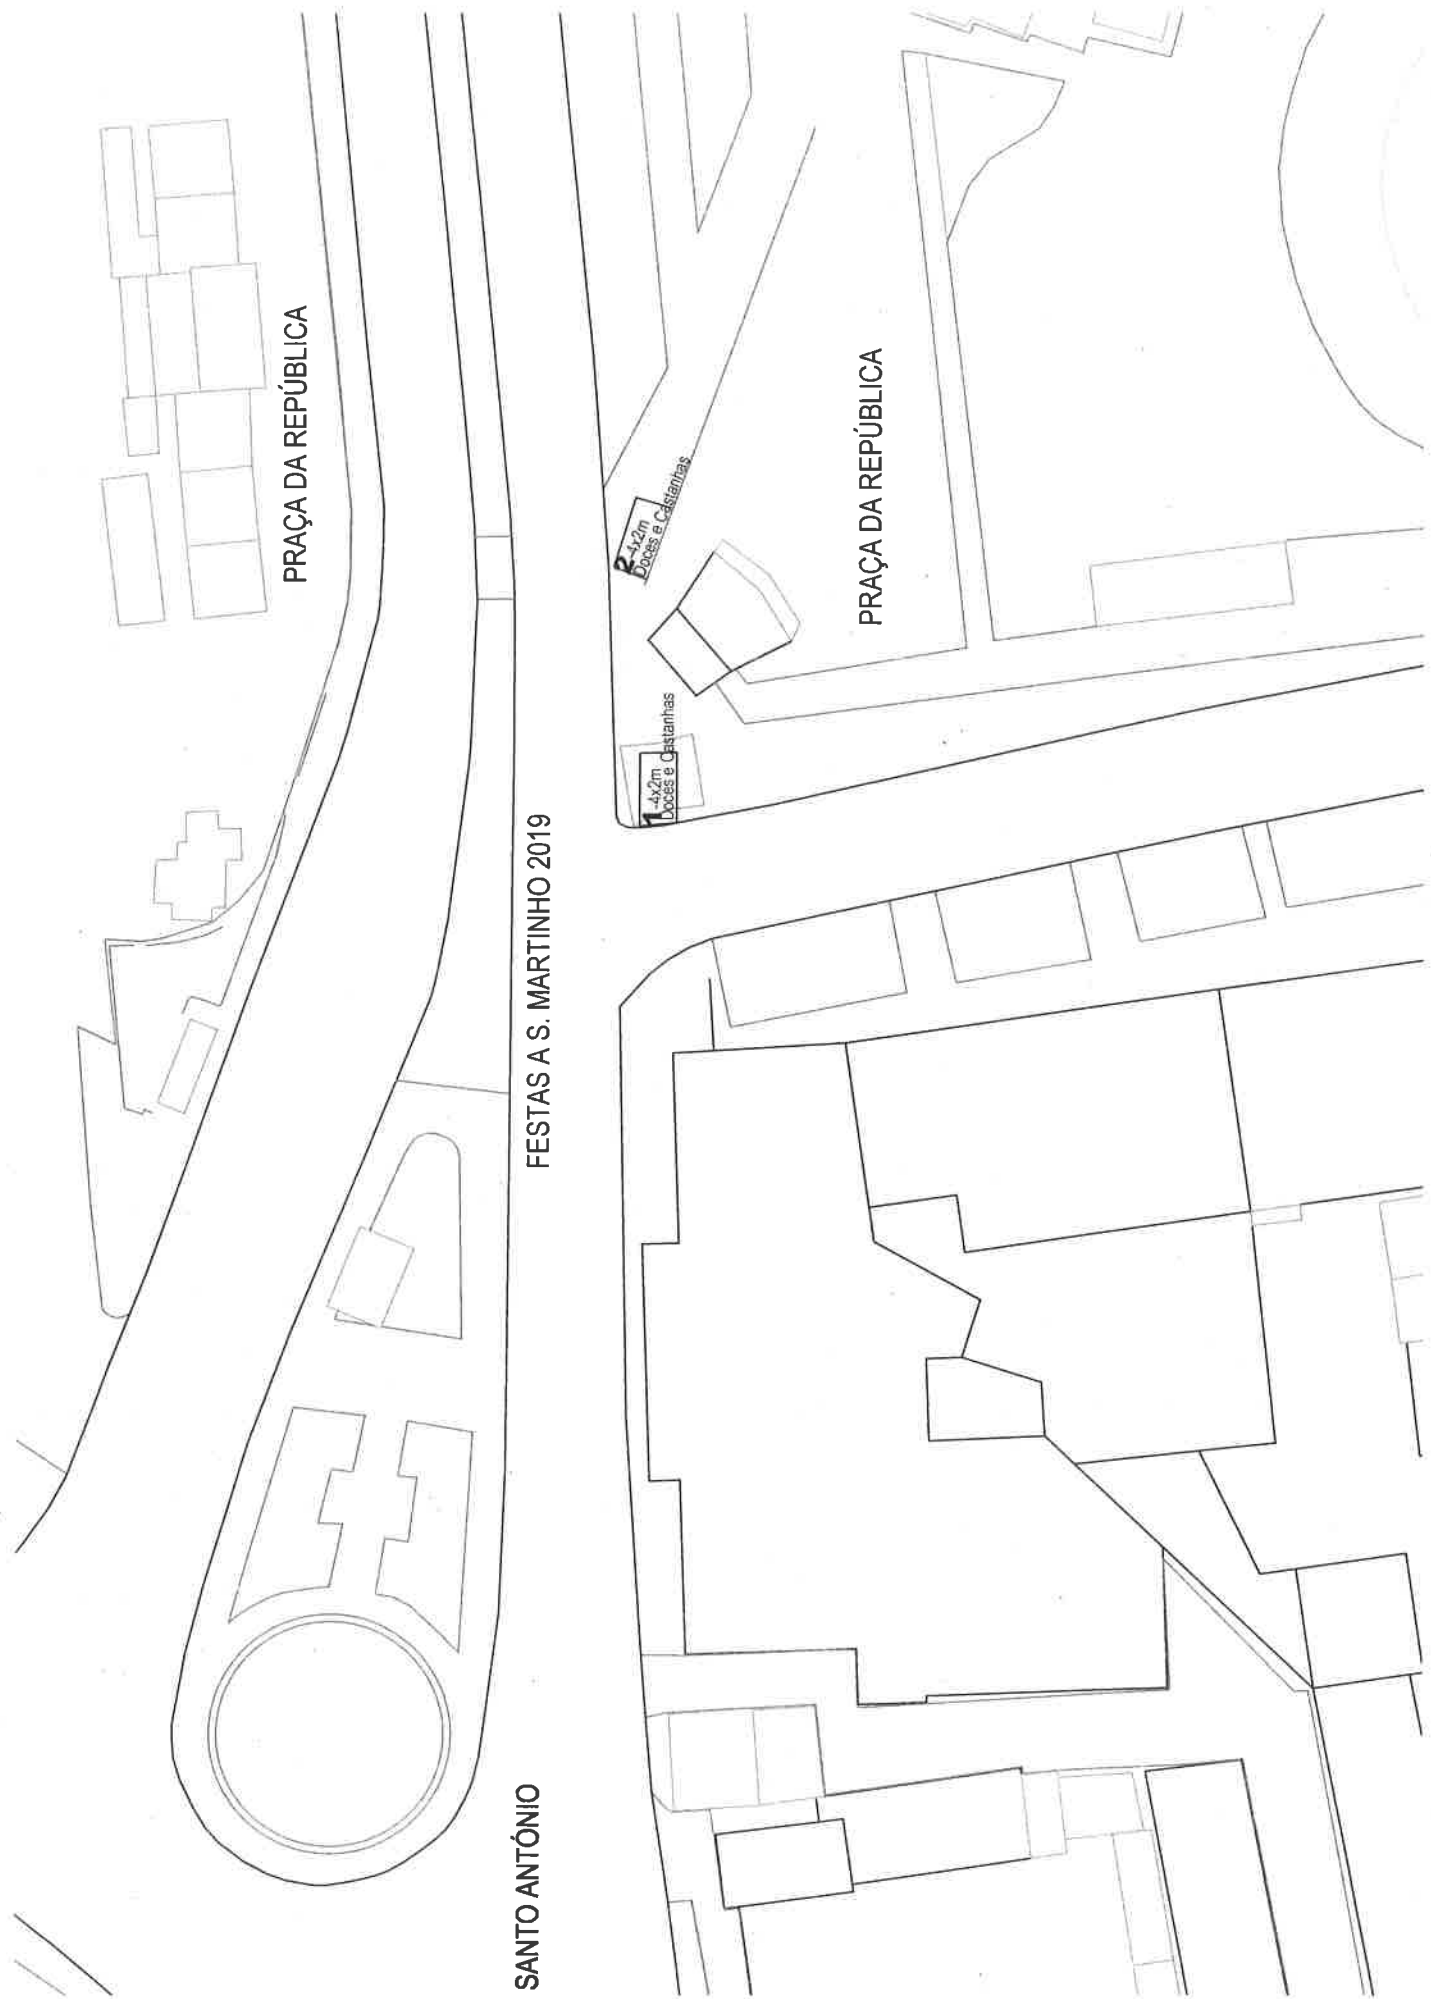 PRAÇA DA REPÚBLICA
FESTAS A S. MARTINHO 2019
SANTO ANTÓNIO
2-4x2m
Doces e Castanhas
1-4x2m
Doces e Castanhas
PRAÇA DA REPÚBLICA